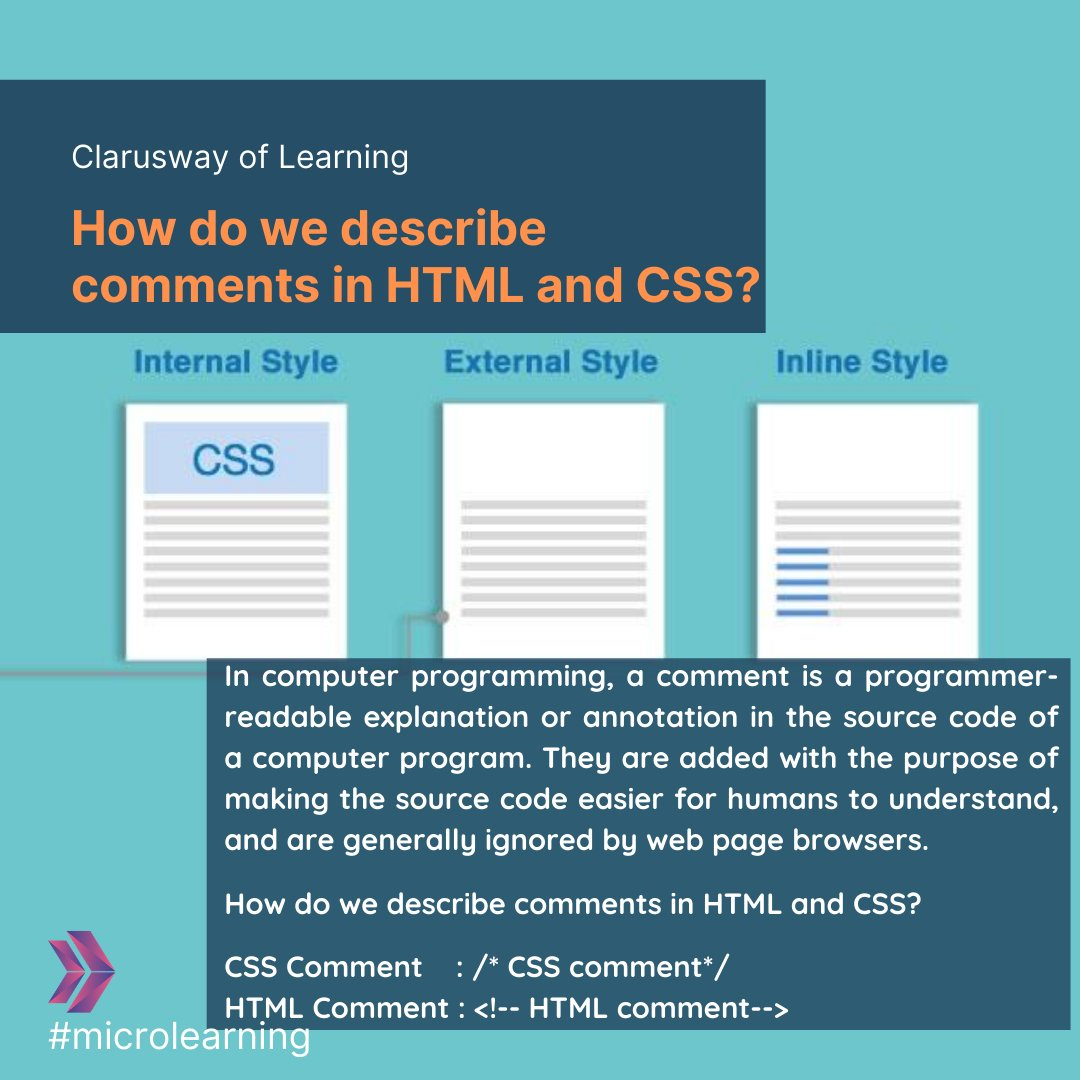 Clarusway of Learning
How do we describe
comments in HTML and CSS?
Internal Style
External Style
Inline Style
CSS
In computer programming, a comment is a programmer-
readable explanation or annotation in the source code of
a computer program. They are added with the purpose of
making the source code easier for humans to understand,
and are generally ignored by web page browsers.
How do we describe comments in HTML and CSS?
CSS Comment : /* CSS comment*/
HTML Comment : <!-- HTML comment-->
#microlearning